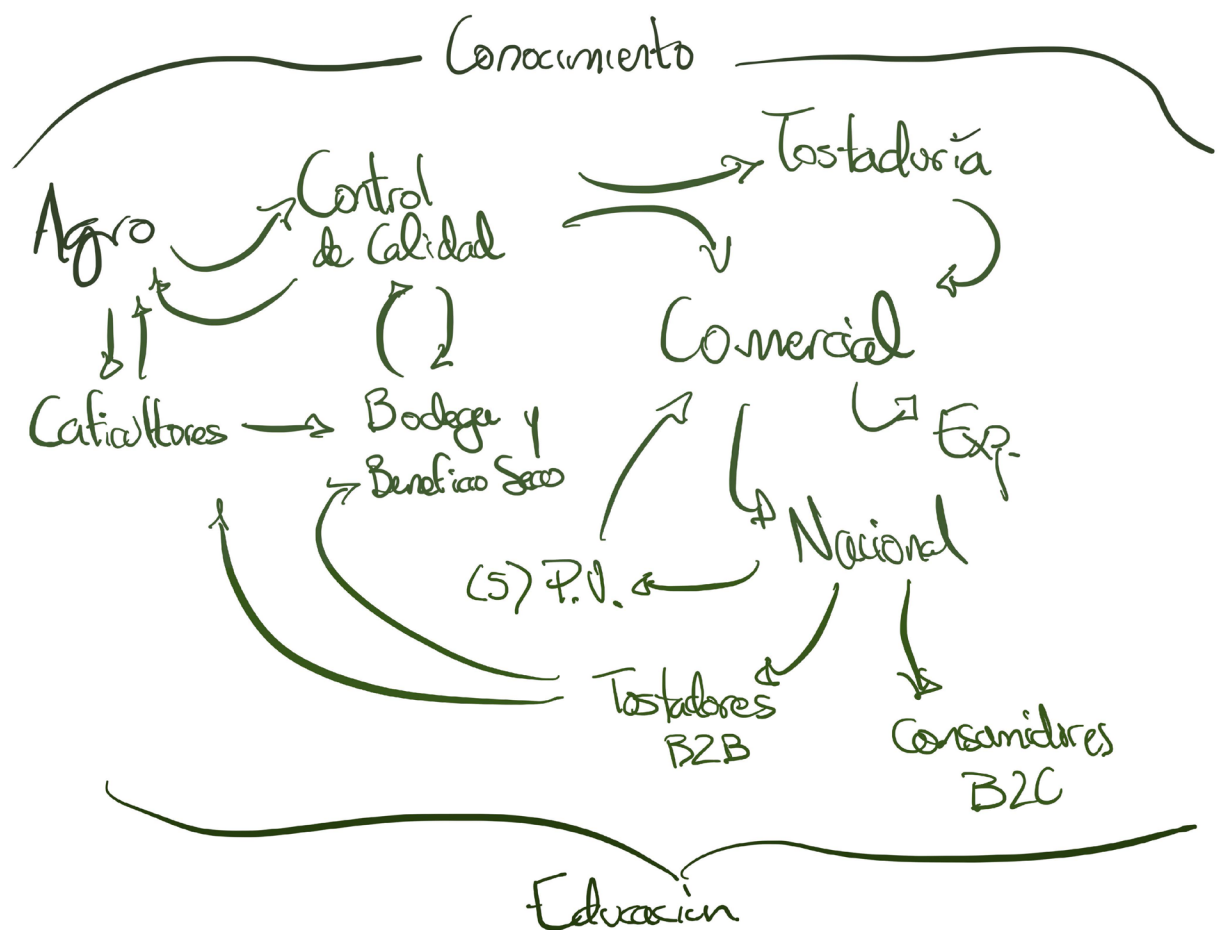 Conocimiento
Tostaduría
Control
de Calidad
Agro
Comercial
Caficultores
Bodega y
Beneficio Seco
Exp.
Nacional
(5) P.V.
Tostadores
B2B
Consumidores
B2C
Educación